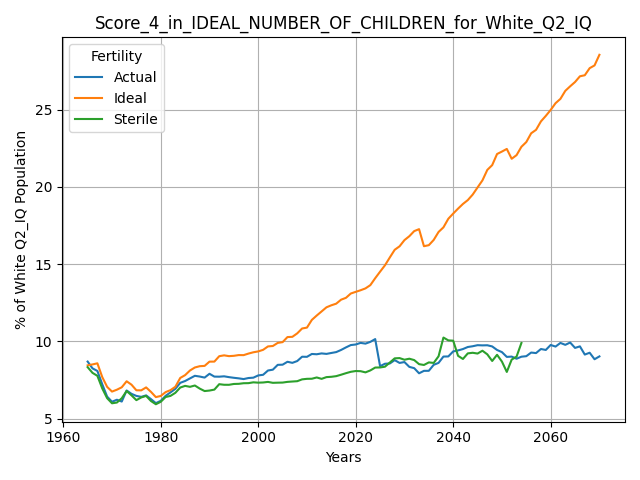 Score_4_in_IDEAL_NUMBER_OF_CHILDREN_for_White_Q2_IQ
Fertility
Actual
Ideal
Sterile
% of White Q2_IQ Population
25
20
15
10
5
1960 1980 2000 2020 2040 2060
Years